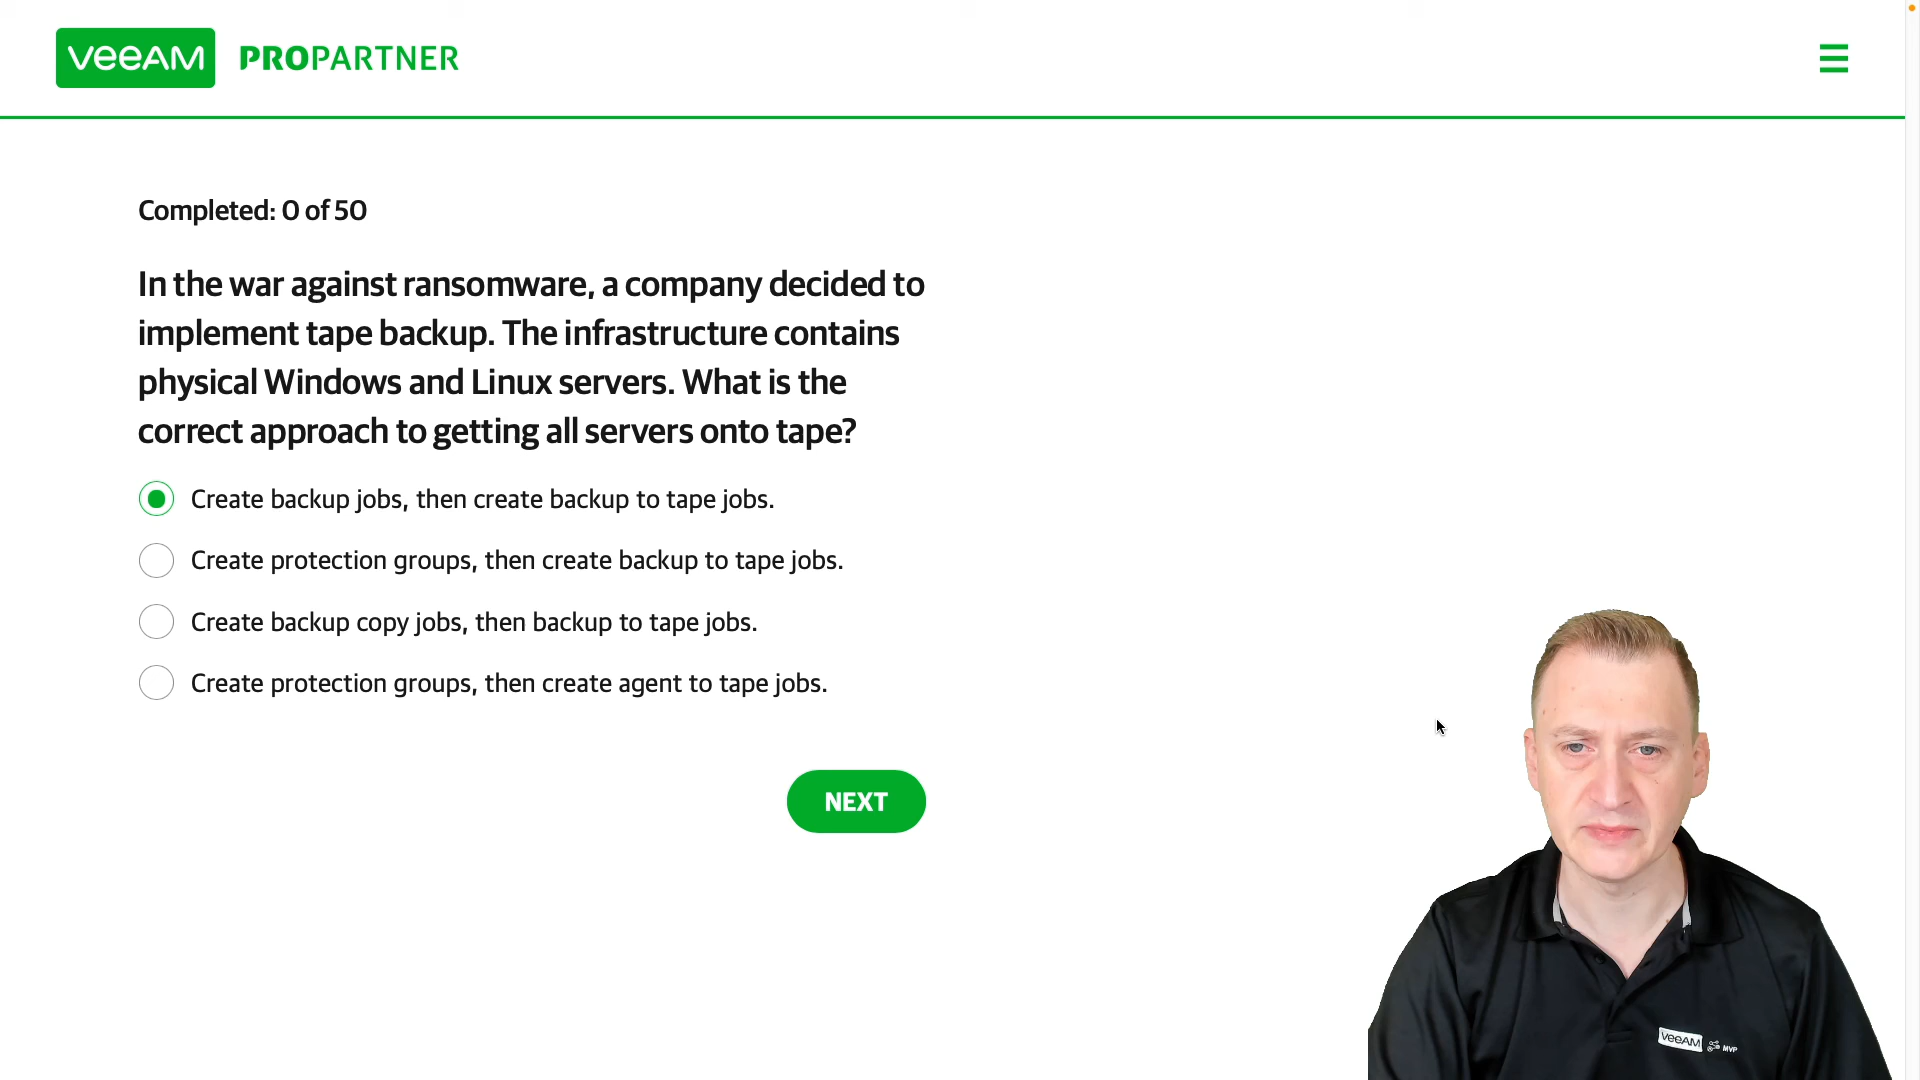 veeAM PROPARTNER
Completed: 0 of 50
In the war against ransomware, a company decided to
implement tape backup. The infrastructure contains
physical Windows and Linux servers. What is the
correct approach to getting all servers onto tape?
Create backup jobs, then create backup to tape jobs.
Create protection groups, then create backup to tape jobs.
Create backup copy jobs, then backup to tape jobs.
Create protection groups, then create agent to tape jobs.
NEXT
veeAM MVP